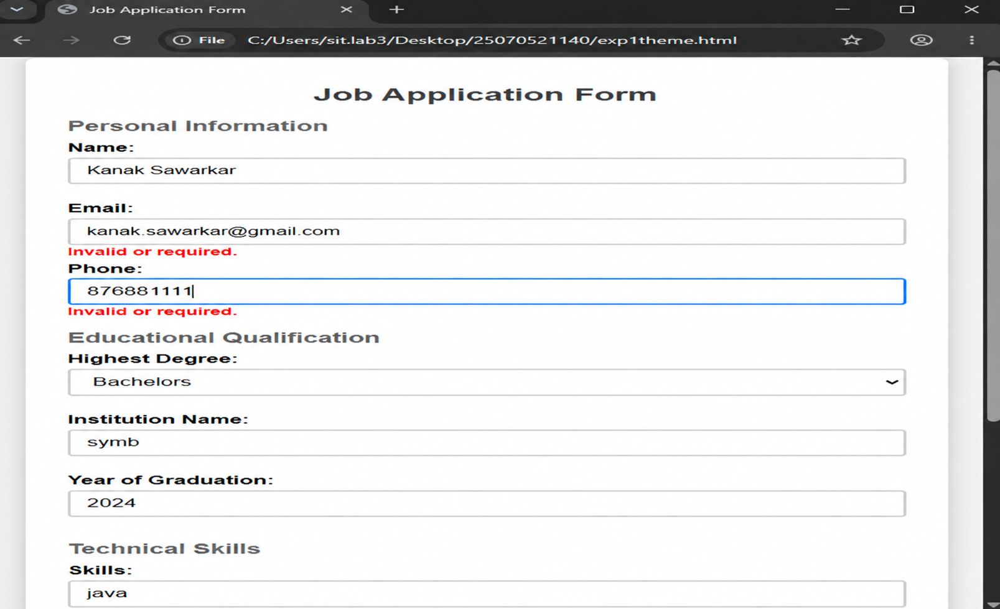 Job Application Form
File C:/Users/sit.lab3/Desktop/25070521140/exp1theme.html
Job Application Form
Personal Information
Name:
Kanak Sawarkar
Email:
kanak.sawarkar@gmail.com
Invalid or required.
Phone:
876881111
Invalid or required.
Educational Qualification
Highest Degree:
Bachelors
Institution Name:
symb
Year of Graduation:
2024
Technical Skills
Skills:
java